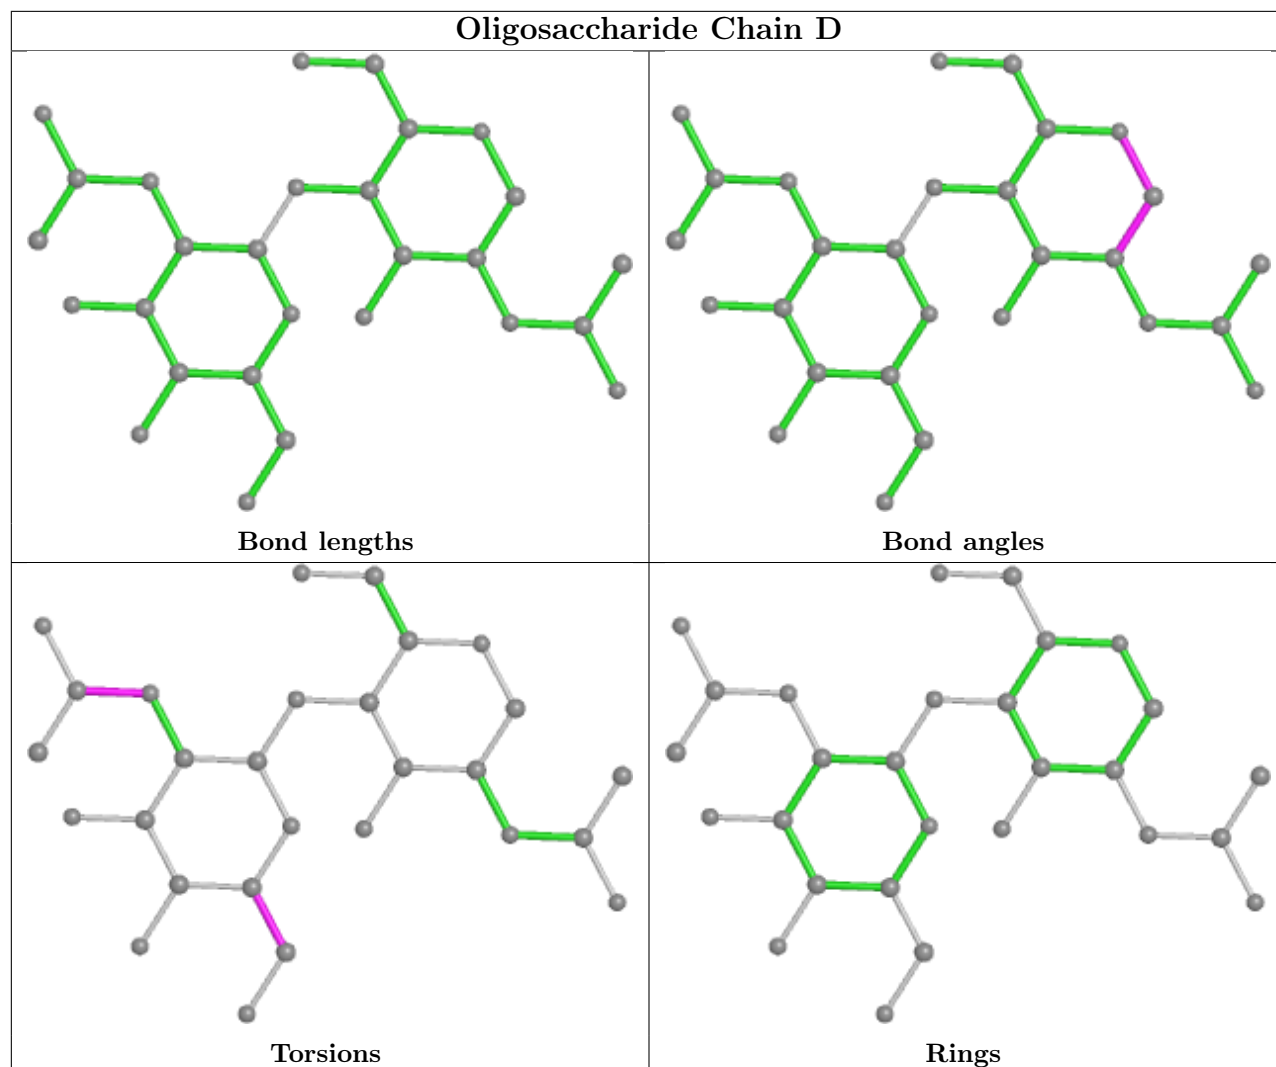 Oligosaccharide Chain D
Bond lengths
Bond angles
Torsions
Rings